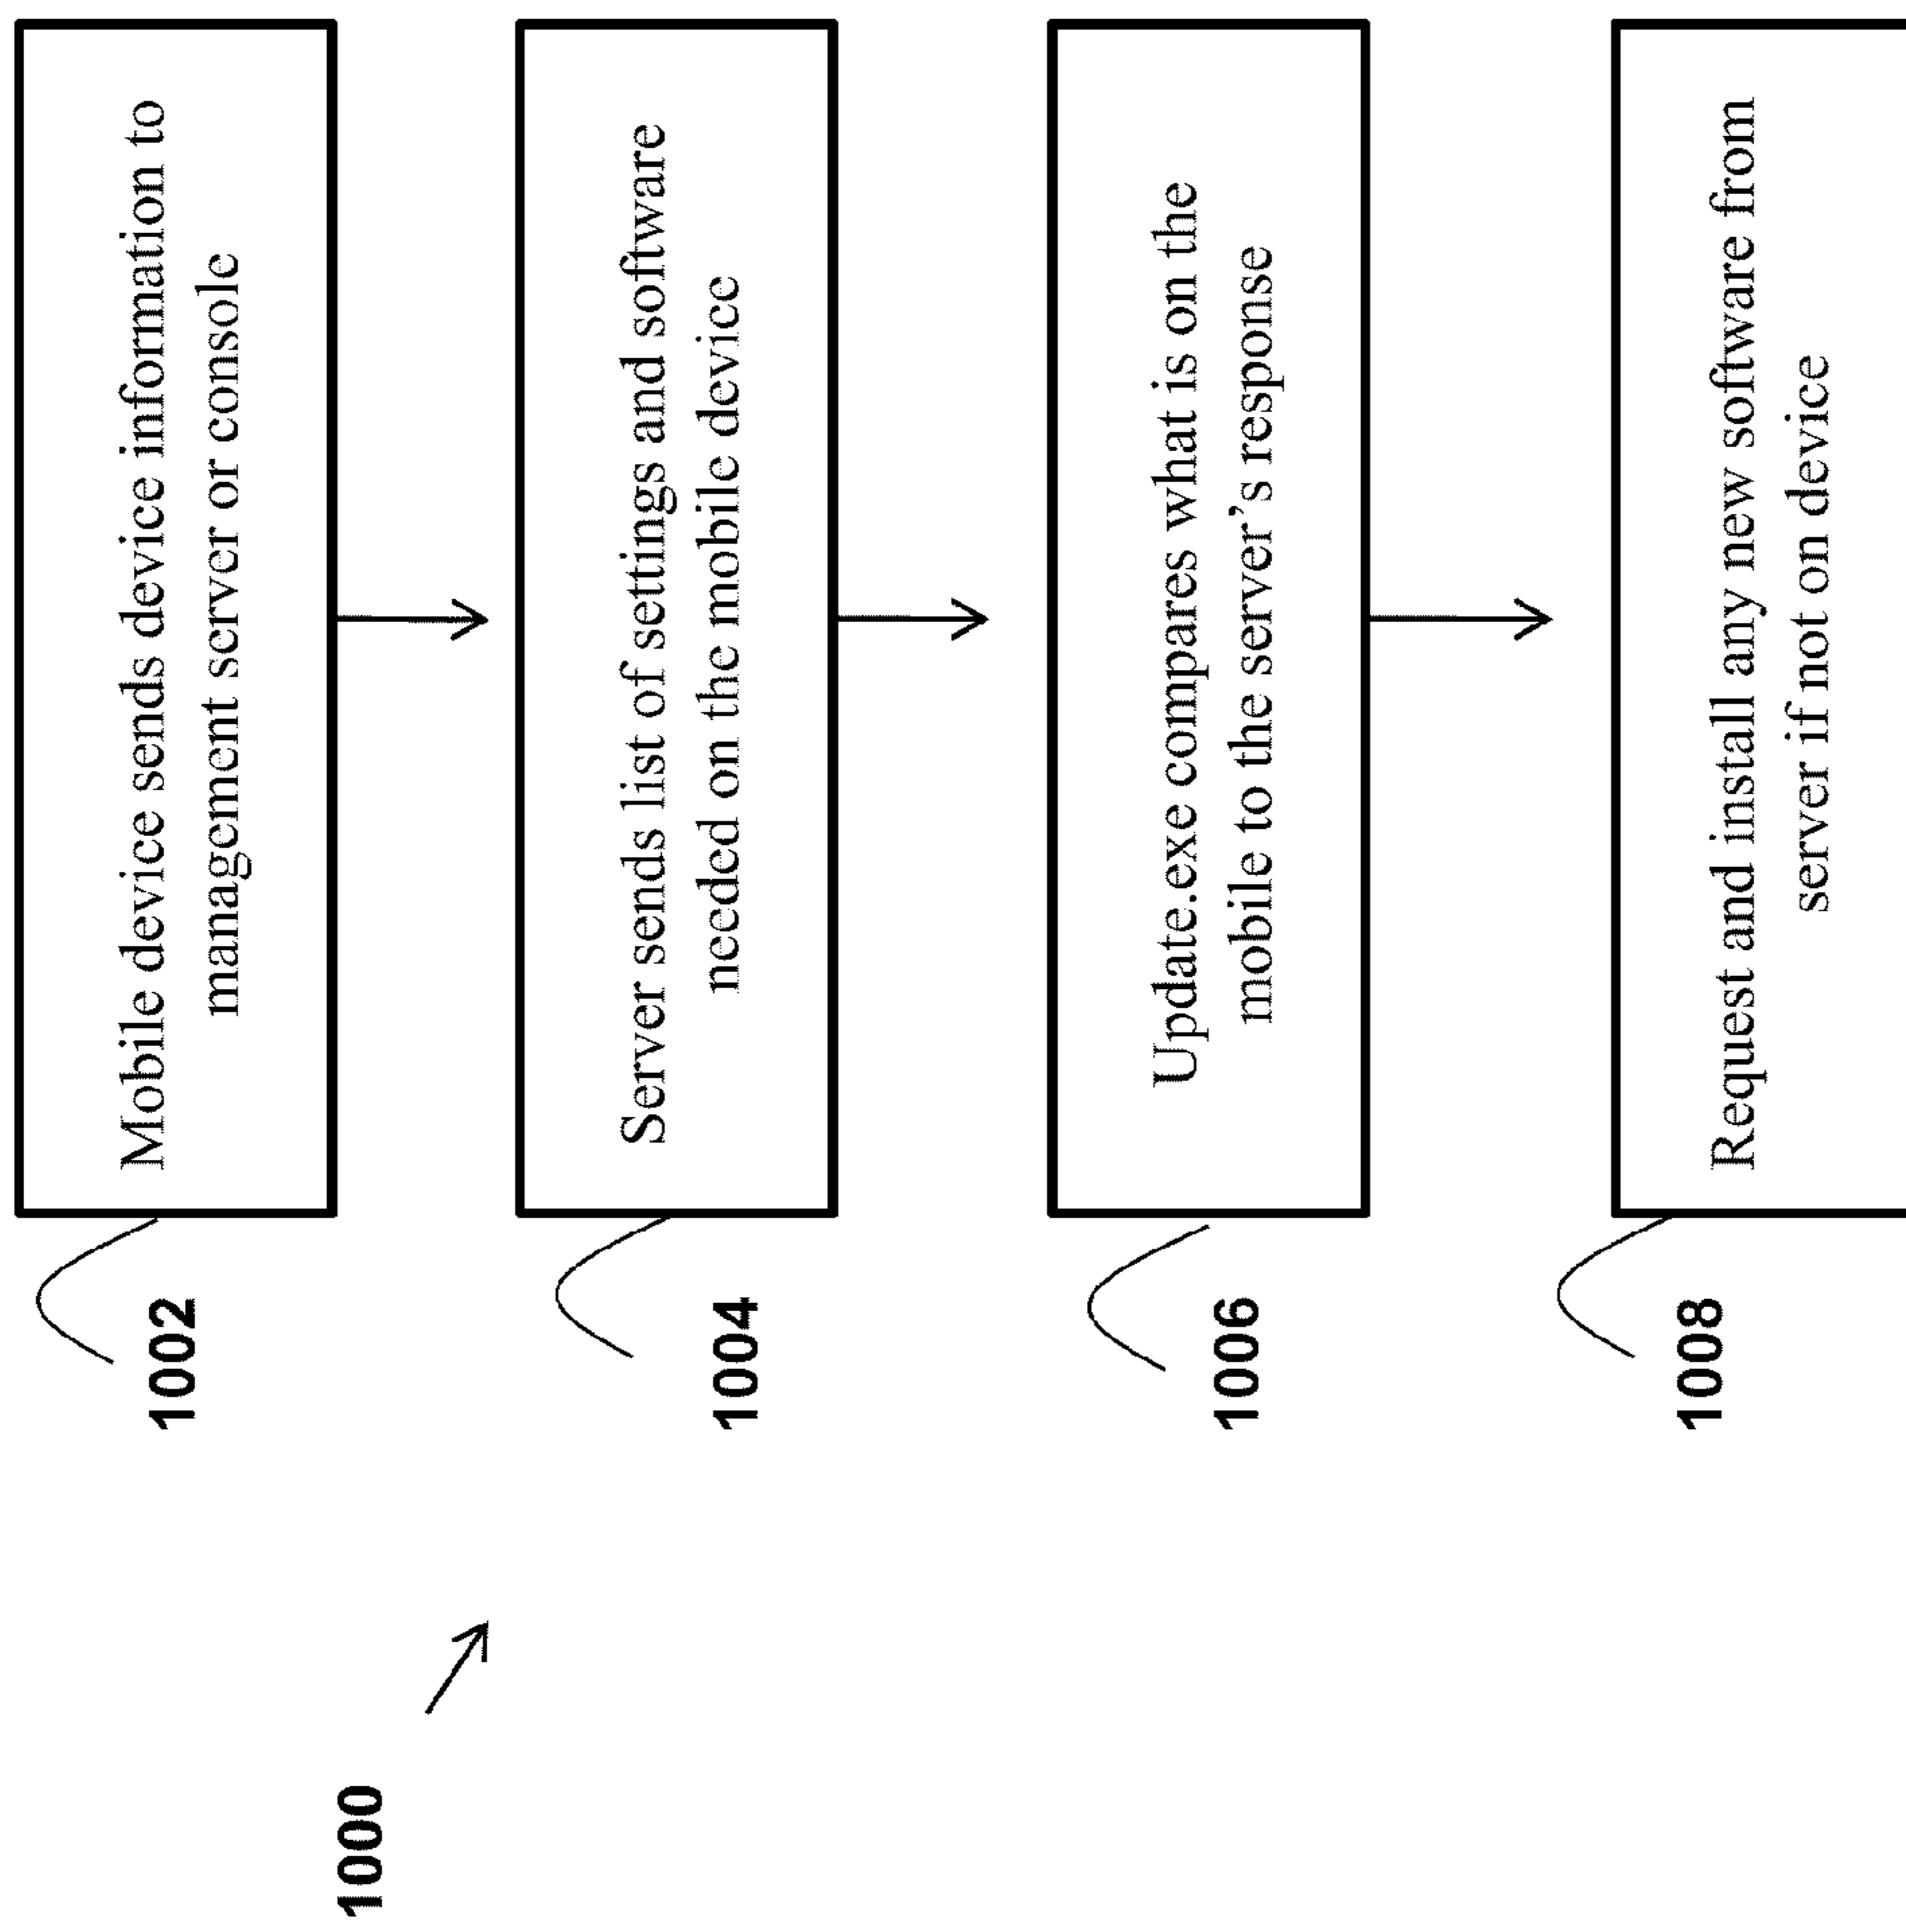 1000
1002
Mobile device sends device information to
management server or console
1004
Server sends list of settings and software
needed on the mobile device
1006
Update.exe compares what is on the
mobile to the server’s response
1008
Request and install any new software from
server if not on device